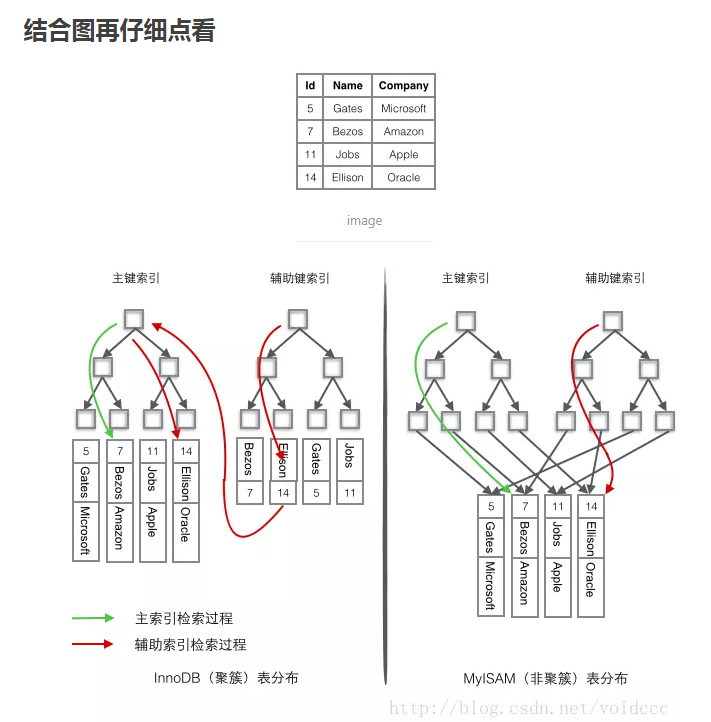 结合图再仔细点看
Id Name Company
5 Gates Microsoft
7 Bezos Amazon
11 Jobs Apple
14 Ellison Oracle
image
主键索引 辅助键索引 主键索引 辅助键索引
5 7 11 14
Gates Bezos Jobs Ellison
Microsoft Amazon Apple Oracle
Bezos Ellison Gates Jobs
7 14 5 11
5 7 11 14
Gates Bezos Jobs Ellison
Microsoft Amazon Apple Oracle
主索引检索过程
辅助索引检索过程
InnoDB（聚簇）表分布 MyISAM（非聚簇）表分布
http://blog.csdn.net/voidccc